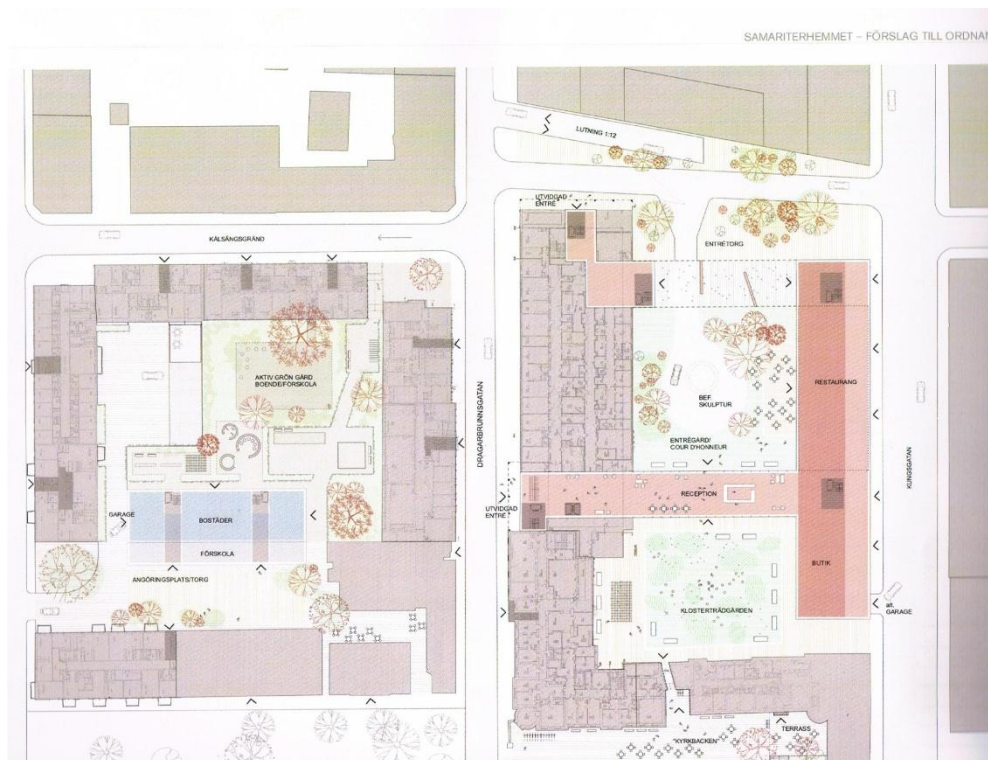 SAMARITERHEMMET – FÖRSLAG TILL ORDNAN
LUTNING 1:12
UTVIDGAD
ENTRÉ
KÅLSÄNGSGRÄND
ENTRÉTORG
AKTIV GRÖN GÅRD
BOENDE/FÖRSKOLA
DRAGARBRUNNSGATAN
BEF.
SKULPTUR
RESTAURANG
ENTRÉGÅRD/
COUR D'HONNEUR
KUNGSGATAN
RECEPTION
GARAGE
UTVIDGAD
ENTRÉ
BOSTÄDER
FÖRSKOLA
BUTIK
ANGÖRINGSPLATS/TORG
KLOSTERTRÄDGÅRDEN
alt.
GARAGE
TERRASS
"KYRKBACKEN"